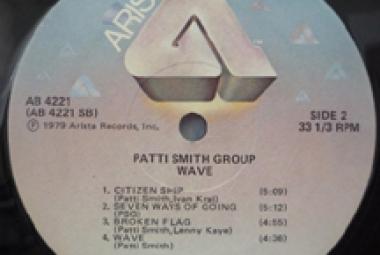 ARIS
AB 4221
(AB 4221 SB)
Ⓟ 1979 Arista Records, Inc.
SIDE 2
33 1/3 RPM
PATTI SMITH GROUP
WAVE
1. CITIZEN SHIP (5:09)
(Patti Smith, Ivan Kral)
2. SEVEN WAYS OF GOING (5:12)
(PSG)
3. BROKEN FLAG (4:55)
(Patti Smith, Lenny Kaye)
4. WAVE (4:36)
(Patti Smith)